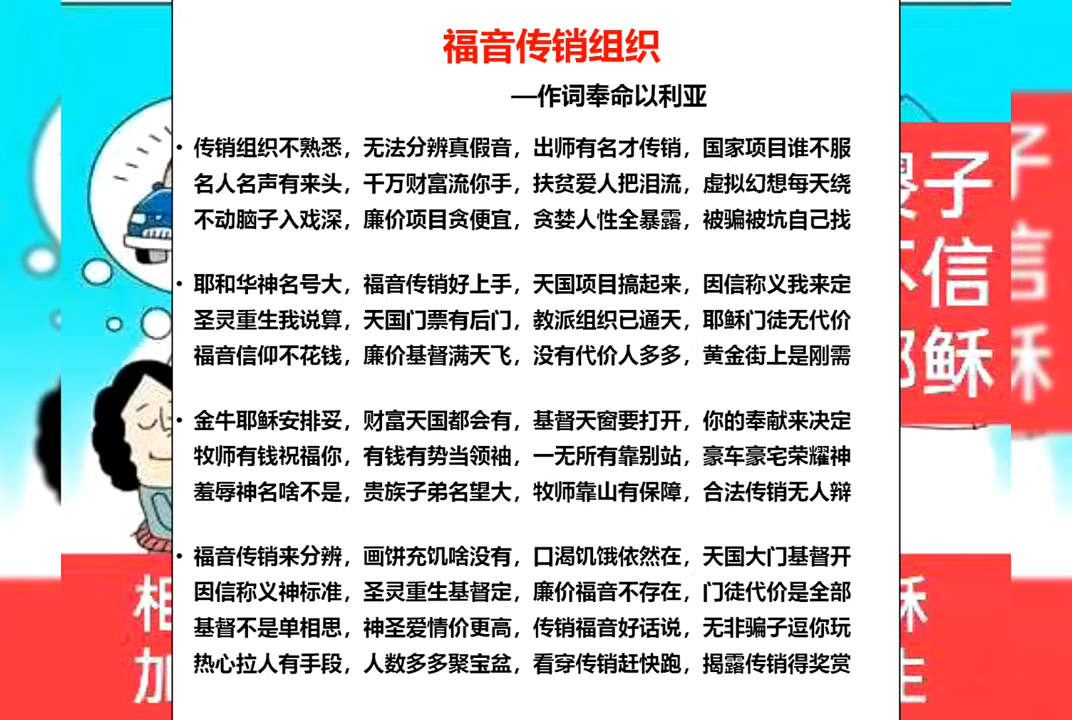 福音传销组织
—作词奉命以利亚
• 传销组织不熟悉，无法分辨真假音，出师有名才传销，国家项目谁不服
名人名声有来头，千万财富流你手，扶贫爱人把泪流，虚拟幻想每天绕
不动脑子入戏深，廉价项目贪便宜，贪婪人性全暴露，被骗被坑自己找
• 耶和华神名号大，福音传销好上手，天国项目搞起来，因信称义我来定
圣灵重生我说算，天国门票有后门，教派组织已通天，耶稣门徒无代价
福音信仰不花钱，廉价基督满天飞，没有代价人多多，黄金街上是刚需
• 金牛耶稣安排妥，财富天国都会有，基督天窗要打开，你的奉献来决定
牧师有钱祝福你，有钱有势当领袖，一无所有靠别站，豪车豪宅荣耀神
羞辱神名啥不是，贵族子弟名望大，牧师靠山有保障，合法传销无人辩
• 福音传销来分辨，画饼充饥啥没有，口渴饥饿依然在，天国大门基督开
因信称义神标准，圣灵重生基督定，廉价福音不存在，门徒代价是全部
基督不是单相思，神圣爱情价更高，传销福音好话说，无非骗子逗你玩
热心拉人有手段，人数多多聚宝盆，看穿传销赶快跑，揭露传销得奖赏
子
不信
稣
子
信
稣
相
稣
加
生